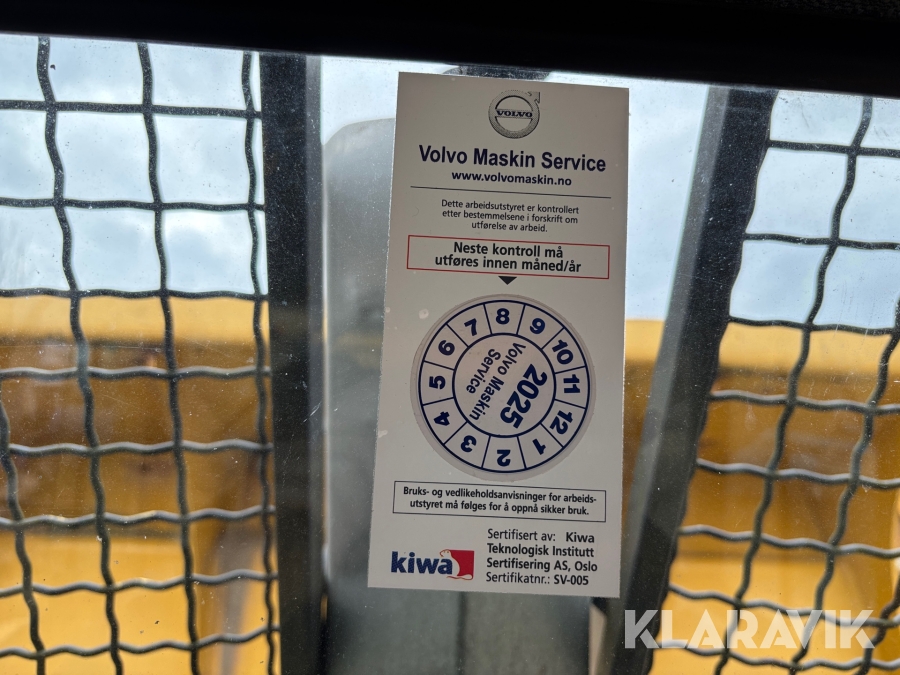 VOLVO
Volvo Maskin Service
www.volvomaskin.no
Dette arbeidsutstyret er kontrollert
etter bestemmelsene i forskrift om
utførelse av arbeid.
Neste kontroll må
utføres innen måned/år
8
9
10
11
12
1
2
3
4
5
6
7
Volvo Maskin
Service
2025
Bruks- og vedlikeholdsanvisninger for arbeids-
utstyret må følges for å oppnå sikker bruk.
kiwa
Sertifisert av: Kiwa
Teknologisk Institutt
Sertifisering AS, Oslo
Sertifikatnr.: SV-005
KLARAVIK